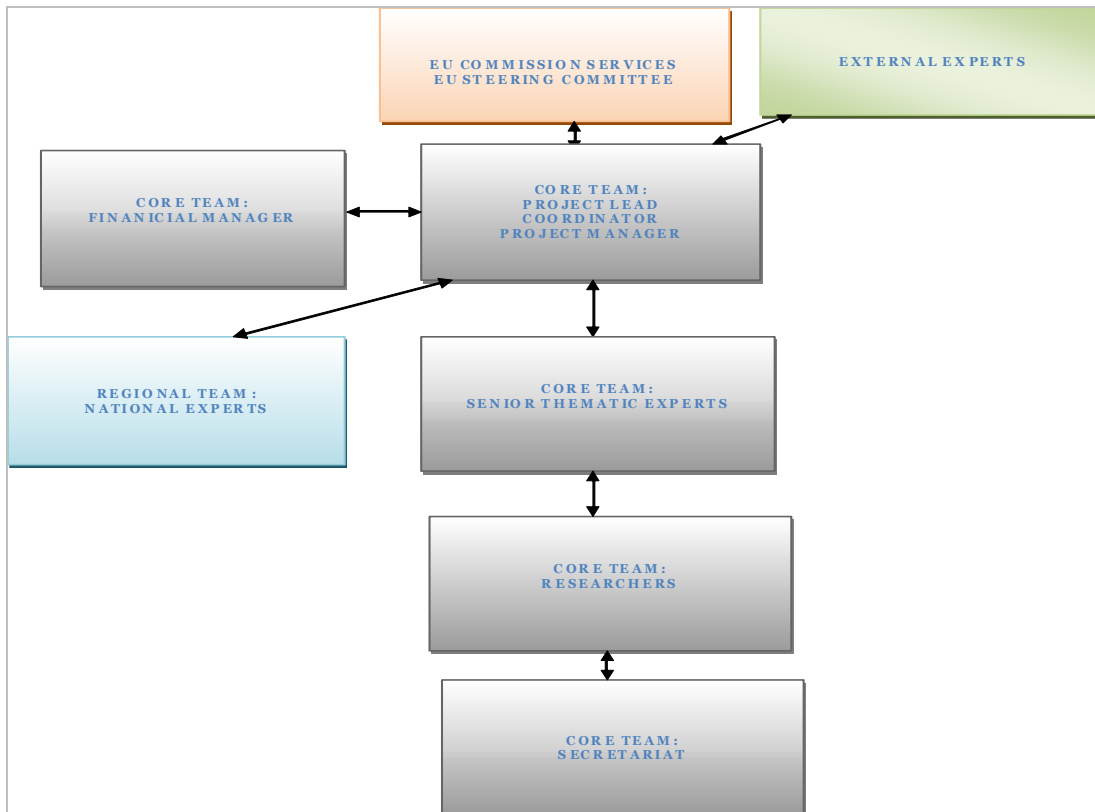 EU COMMISSION SERVICES
EU STEERING COMMITTEE
EXTERNAL EXPERTS
CORE TEAM:
FINANICIAL MANAGER
CORE TEAM:
PROJECT LEAD
COORDINATOR
PROJECT MANAGER
REGIONAL TEAM:
NATIONAL EXPERTS
CORE TEAM:
SENIOR THEMATIC EXPERTS
CORE TEAM:
RESEARCHERS
CORE TEAM:
SECRETARIAT